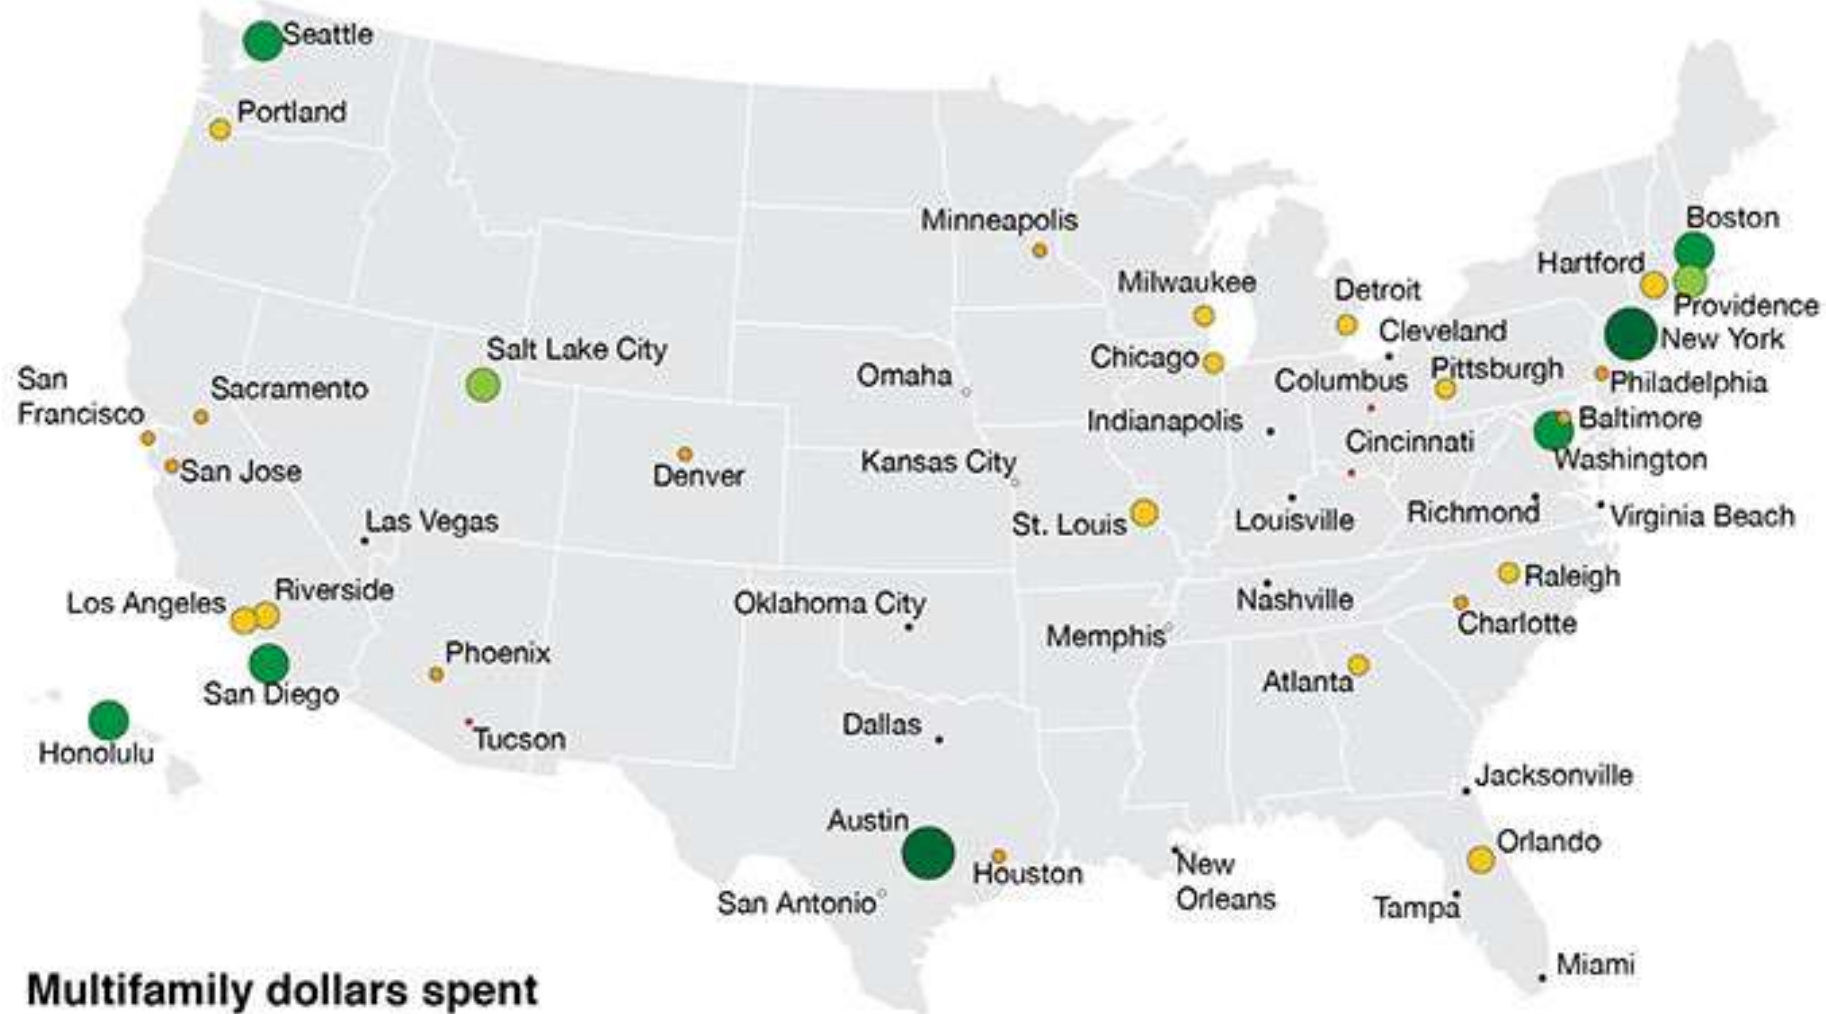 Seattle
Portland
Minneapolis
Boston
Hartford
Milwaukee
Detroit
Providence
Cleveland
New York
Salt Lake City
Chicago
Pittsburgh
Omaha
Columbus
Philadelphia
San
Francisco
Sacramento
Indianapolis
Baltimore
Cincinnati
Washington
San Jose
Denver
Kansas City
St. Louis
Louisville
Richmond
Virginia Beach
Las Vegas
Raleigh
Los Angeles
Riverside
Oklahoma City
Nashville
Charlotte
Memphis
Phoenix
Atlanta
San Diego
Dallas
Tucson
Honolulu
Jacksonville
Austin
Orlando
Houston
New
Orleans
San Antonio
Tampa
Miami
Multifamily dollars spent